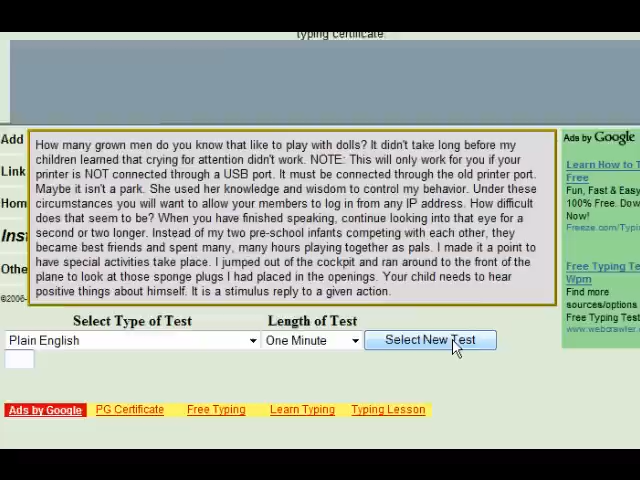 typing certificate.
Add
Link
Hom
Ins
Othe
©2006-
How many grown men do you know that like to play with dolls? It didn't take long before my
children learned that crying for attention didn't work. NOTE: This will only work for you if your
printer is NOT connected through a USB port. It must be connected through the old printer port.
Maybe it isn't a park. She used her knowledge and wisdom to control my behavior. Under these
circumstances you will want to allow your members to log in from any IP address. How difficult
does that seem to be? When you have finished speaking, continue looking into that eye for a
second or two longer. Instead of my two pre-school infants competing with each other, they
became best friends and spent many, many hours playing together as pals. I made it a point to
have special activities take place. I jumped out of the cockpit and ran around to the front of the
plane to look at those sponge plugs I had placed in the openings. Your child needs to hear
positive things about himself. It is a stimulus reply to a given action.
Ads by Google
Learn How to T
Free
Fun, Fast & Easy
100% Free. Dow
Now!
Freeze.com/Typi
Free Typing Te
Wpm
Find more
sources/options
Free Typing Test
www.webcrawler.
Select Type of Test Length of Test
Plain English One Minute Select New Test
Ads by Google PG Certificate Free Typing Learn Typing Typing Lesson